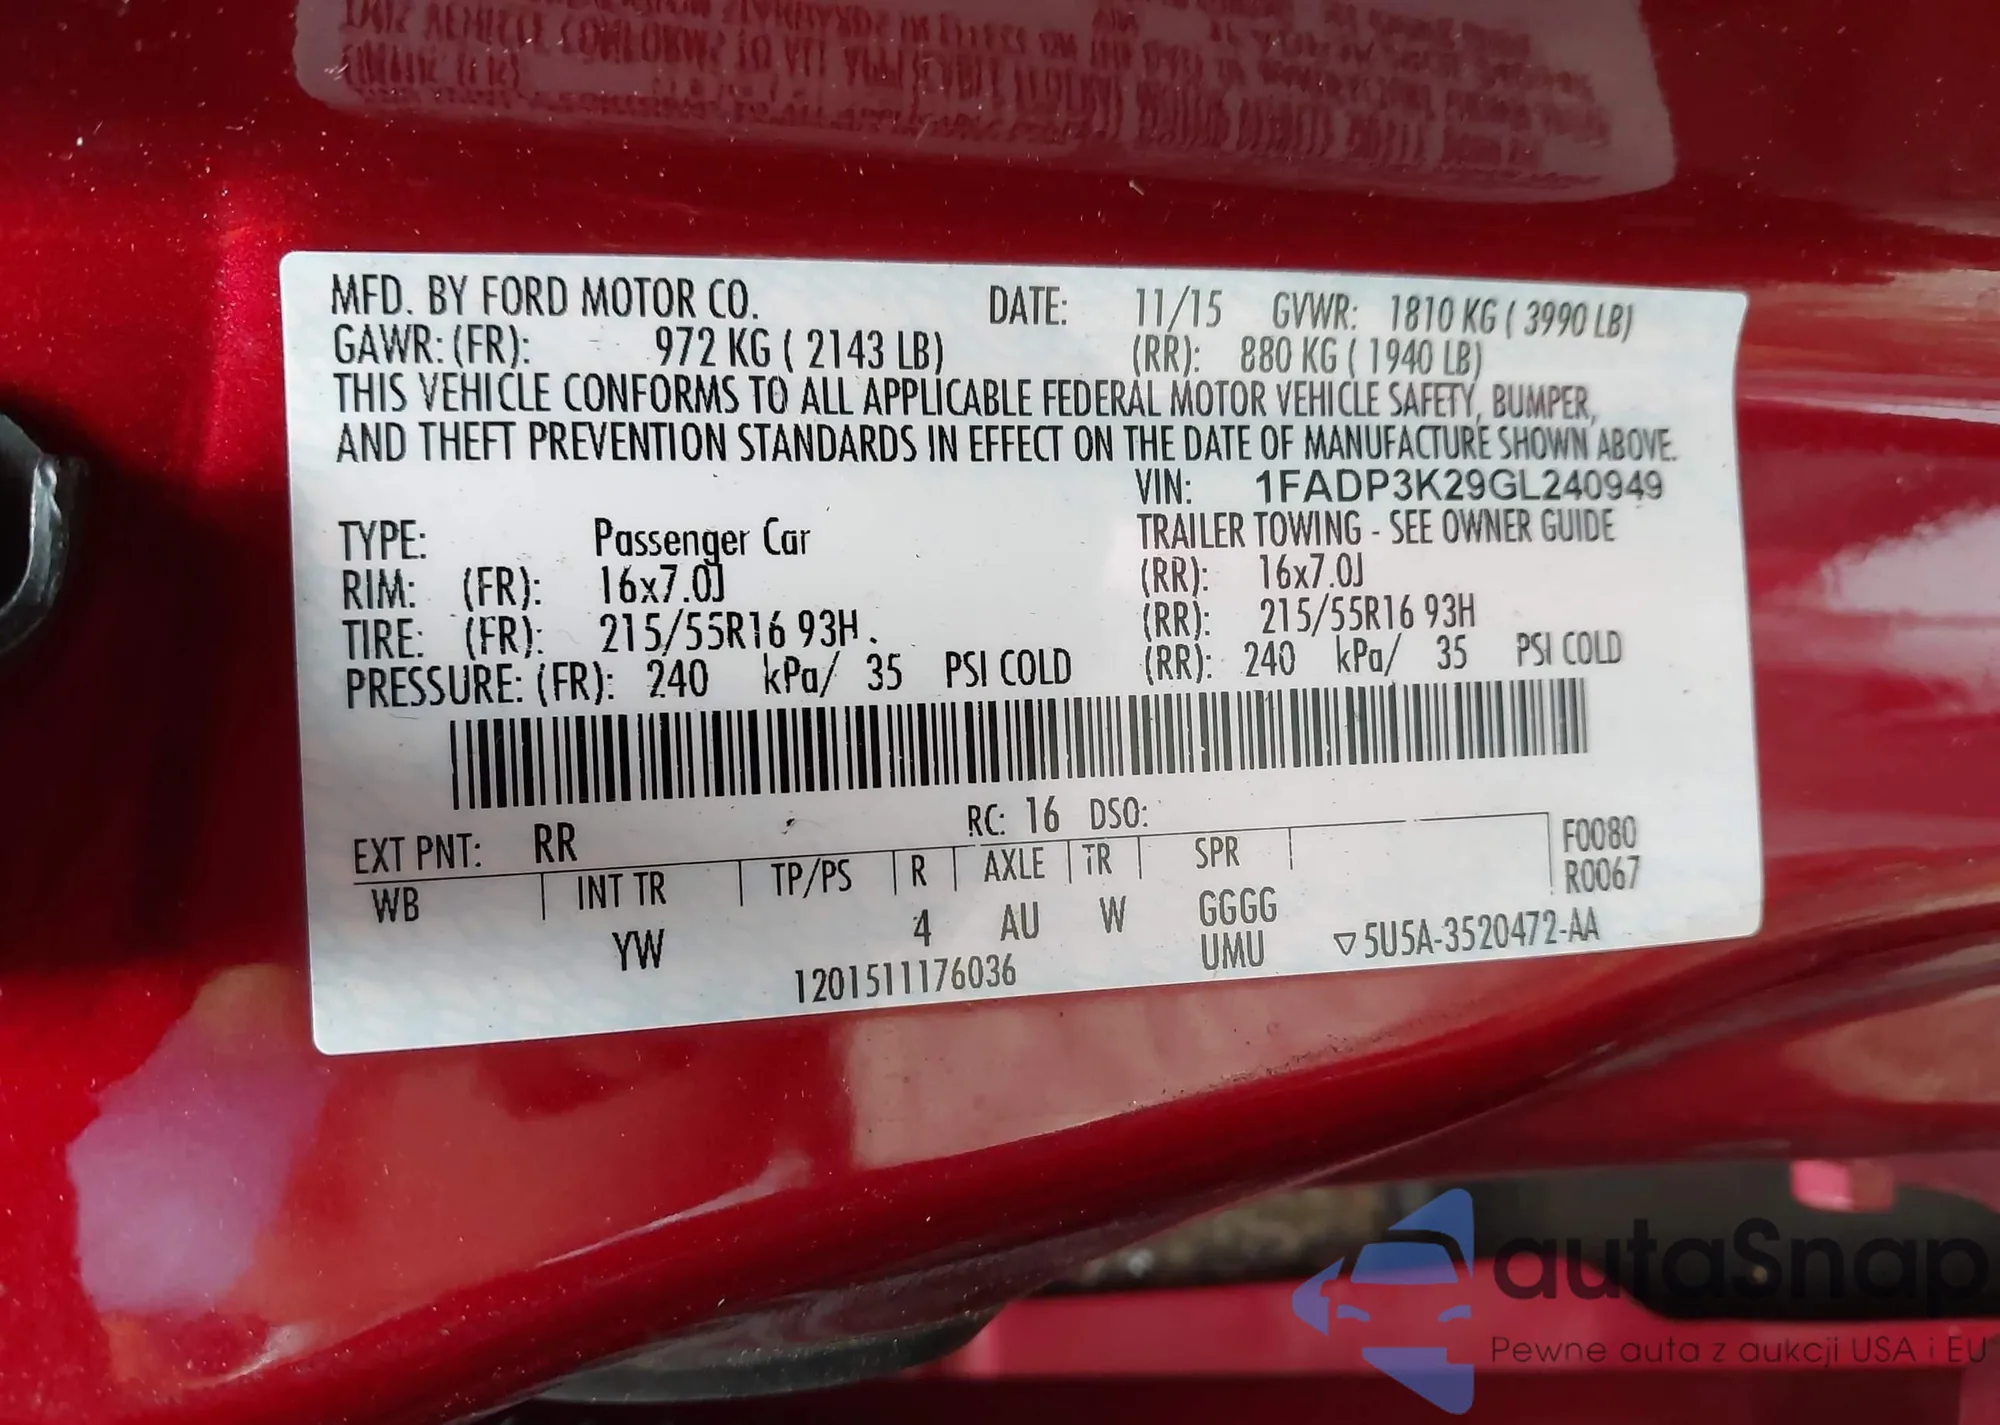 MFD. BY FORD MOTOR CO. DATE: 11/15 GVWR: 1810 KG ( 3990 LB)
GAWR: (FR): 972 KG ( 2143 LB) (RR): 880 KG ( 1940 LB)
THIS VEHICLE CONFORMS TO ALL APPLICABLE FEDERAL MOTOR VEHICLE SAFETY, BUMPER,
AND THEFT PREVENTION STANDARDS IN EFFECT ON THE DATE OF MANUFACTURE SHOWN ABOVE.
VIN: 1FADP3K29GL240949
TYPE: Passenger Car TRAILER TOWING - SEE OWNER GUIDE
RIM: (FR): 16x7.0J (RR): 16x7.0J
TIRE: (FR): 215/55R16 93H (RR): 215/55R16 93H
PRESSURE: (FR): 240 kPa/ 35 PSI COLD (RR): 240 kPa/ 35 PSI COLD
RC: 16 DSO:
EXT PNT: RR F0080
WB INT TR TP/PS R AXLE TR SPR R0067
YW 4 AU W GGGG
1201511176036 UMU ▽5U5A-3520472-AA
autaSnap
Pewne auta z aukcji USA i EU